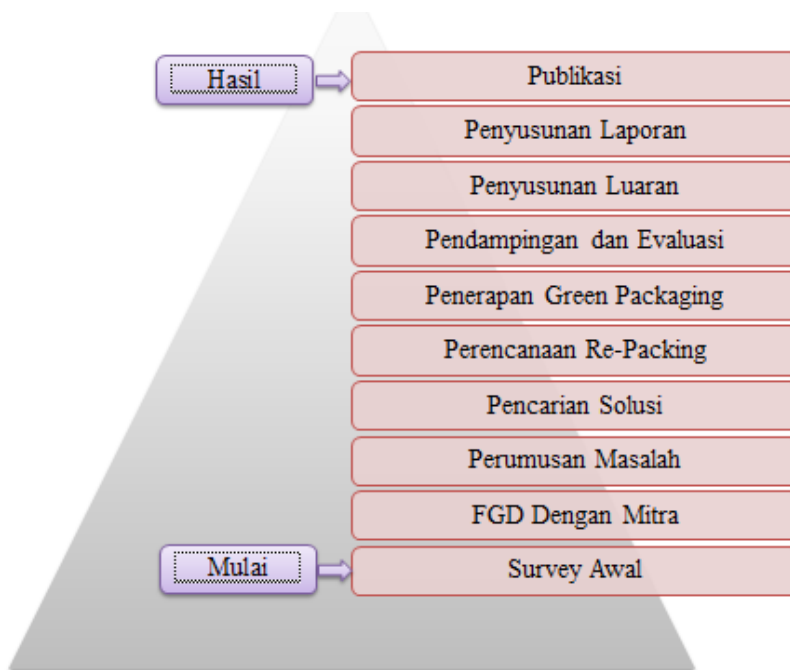 Hasil
Publikasi
Penyusunan Laporan
Penyusunan Luaran
Pendampingan dan Evaluasi
Penerapan Green Packaging
Perencanaan Re-Packing
Pencarian Solusi
Perumusan Masalah
FGD Dengan Mitra
Mulai
Survey Awal